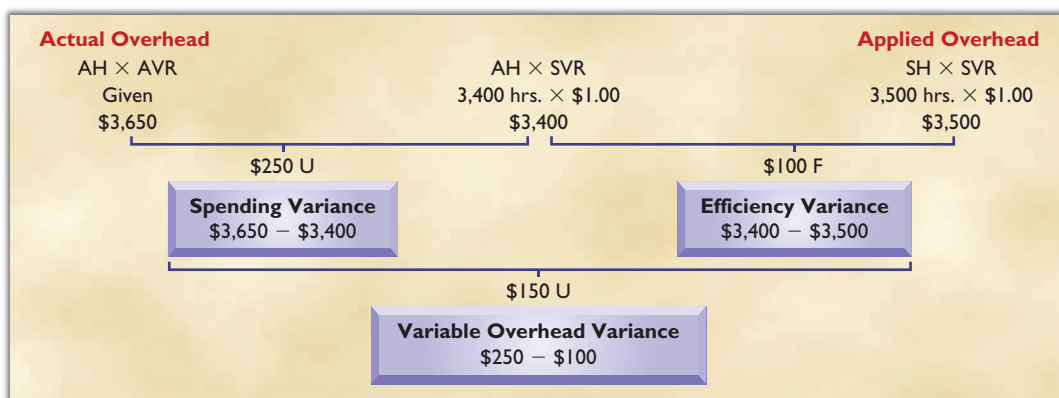 Actual Overhead
AH × AVR
Given
$3,650
AH × SVR
3,400 hrs. × $1.00
$3,400
Applied Overhead
SH × SVR
3,500 hrs. × $1.00
$3,500
$250 U
Spending Variance
$3,650 − $3,400
$100 F
Efficiency Variance
$3,400 − $3,500
$150 U
Variable Overhead Variance
$250 − $100